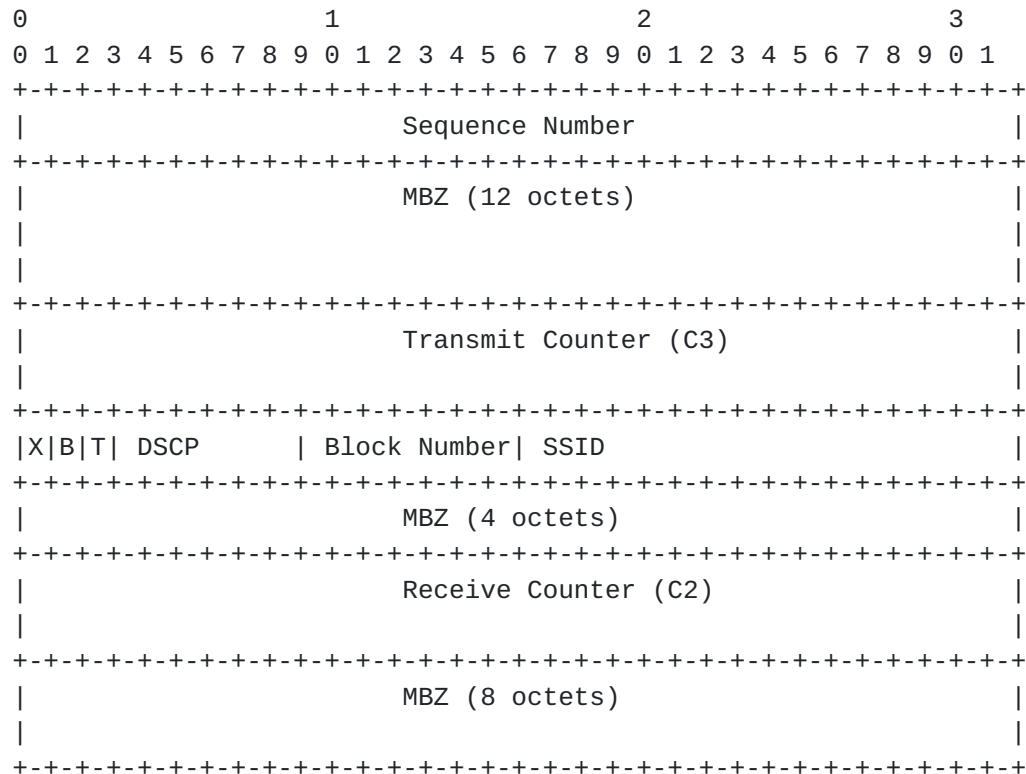 0                   1                   2                   3
0 1 2 3 4 5 6 7 8 9 0 1 2 3 4 5 6 7 8 9 0 1 2 3 4 5 6 7 8 9 0 1
+-+-+-+-+-+-+-+-+-+-+-+-+-+-+-+-+-+-+-+-+-+-+-+-+-+-+-+-+-+-+-+-+
|                        Sequence Number                        |
+-+-+-+-+-+-+-+-+-+-+-+-+-+-+-+-+-+-+-+-+-+-+-+-+-+-+-+-+-+-+-+-+
|                        MBZ (12 octets)                        |
|                                                               |
|                                                               |
+-+-+-+-+-+-+-+-+-+-+-+-+-+-+-+-+-+-+-+-+-+-+-+-+-+-+-+-+-+-+-+-+
|                        Transmit Counter (C3)                  |
|                                                               |
+-+-+-+-+-+-+-+-+-+-+-+-+-+-+-+-+-+-+-+-+-+-+-+-+-+-+-+-+-+-+-+-+
|X|B|T| DSCP      | Block Number| SSID                          |
+-+-+-+-+-+-+-+-+-+-+-+-+-+-+-+-+-+-+-+-+-+-+-+-+-+-+-+-+-+-+-+-+
|                        MBZ (4 octets)                         |
+-+-+-+-+-+-+-+-+-+-+-+-+-+-+-+-+-+-+-+-+-+-+-+-+-+-+-+-+-+-+-+-+
|                        Receive Counter (C2)                   |
|                                                               |
+-+-+-+-+-+-+-+-+-+-+-+-+-+-+-+-+-+-+-+-+-+-+-+-+-+-+-+-+-+-+-+-+
|                        MBZ (8 octets)                         |
|                                                               |
+-+-+-+-+-+-+-+-+-+-+-+-+-+-+-+-+-+-+-+-+-+-+-+-+-+-+-+-+-+-+-+-+